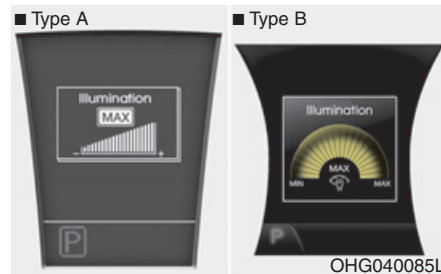 ■ Type A
Illumination
MAX
- +
P
■ Type B
Illumination
MAX
MIN MAX
P
OHG040085L